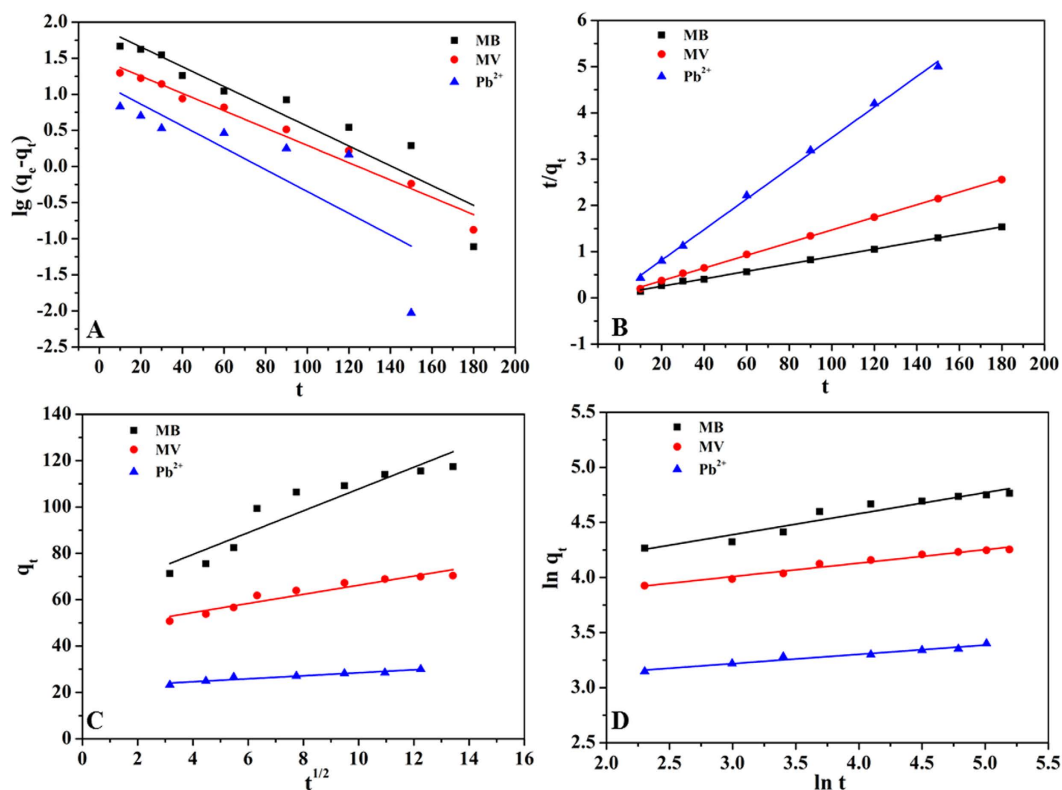 2.0
1.5
1.0
0.5
0.0
-0.5
-1.0
-1.5
-2.0
-2.5
lg (qe-qt)
MB
MV
Pb2+
A
0 20 40 60 80 100 120 140 160 180 200
t
6
5
4
3
2
1
0
-1
t/qt
MB
MV
Pb2+
B
0 20 40 60 80 100 120 140 160 180 200
t
140
120
100
80
60
40
20
0
qt
MB
MV
Pb2+
C
0 2 4 6 8 10 12 14 16
t1/2
5.5
5.0
4.5
4.0
3.5
3.0
2.5
ln qt
MB
MV
Pb2+
D
2.0 2.5 3.0 3.5 4.0 4.5 5.0 5.5
ln t